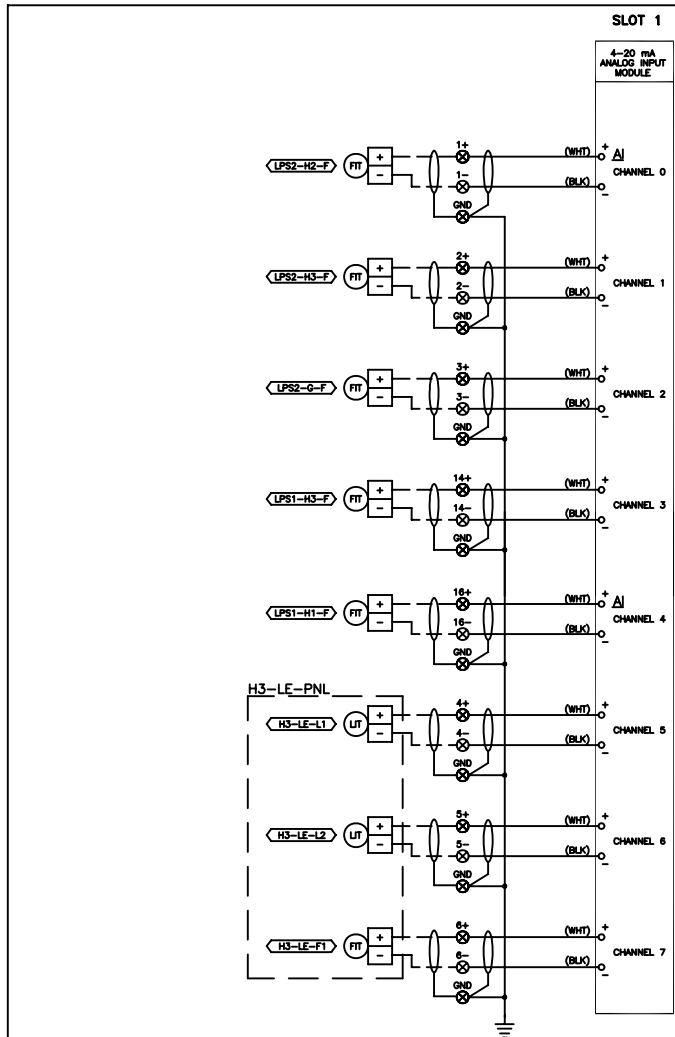 SLOT 1
4-20 mA
ANALOG INPUT
MODULE
1+
(WHT) + AI
LPS2-H2-F FIT + CHANNEL 0
- 1- (BLK) -
GND
2+
(WHT) +
LPS2-H3-F FIT + CHANNEL 1
- 2- (BLK) -
GND
3+
(WHT) +
LPS2-G-F FIT + CHANNEL 2
- 3- (BLK) -
GND
14+
(WHT) +
LPS1-H3-F FIT + CHANNEL 3
- 14- (BLK) -
GND
16+
(WHT) + AI
LPS1-H1-F FIT + CHANNEL 4
- 16- (BLK) -
GND
H3-LE-PNL
4+
(WHT) +
H3-LE-L1 LIT + CHANNEL 5
- 4- (BLK) -
GND
5+
(WHT) +
H3-LE-L2 LIT + CHANNEL 6
- 5- (BLK) -
GND
6+
(WHT) +
H3-LE-F1 FIT + CHANNEL 7
- 6- (BLK) -
GND